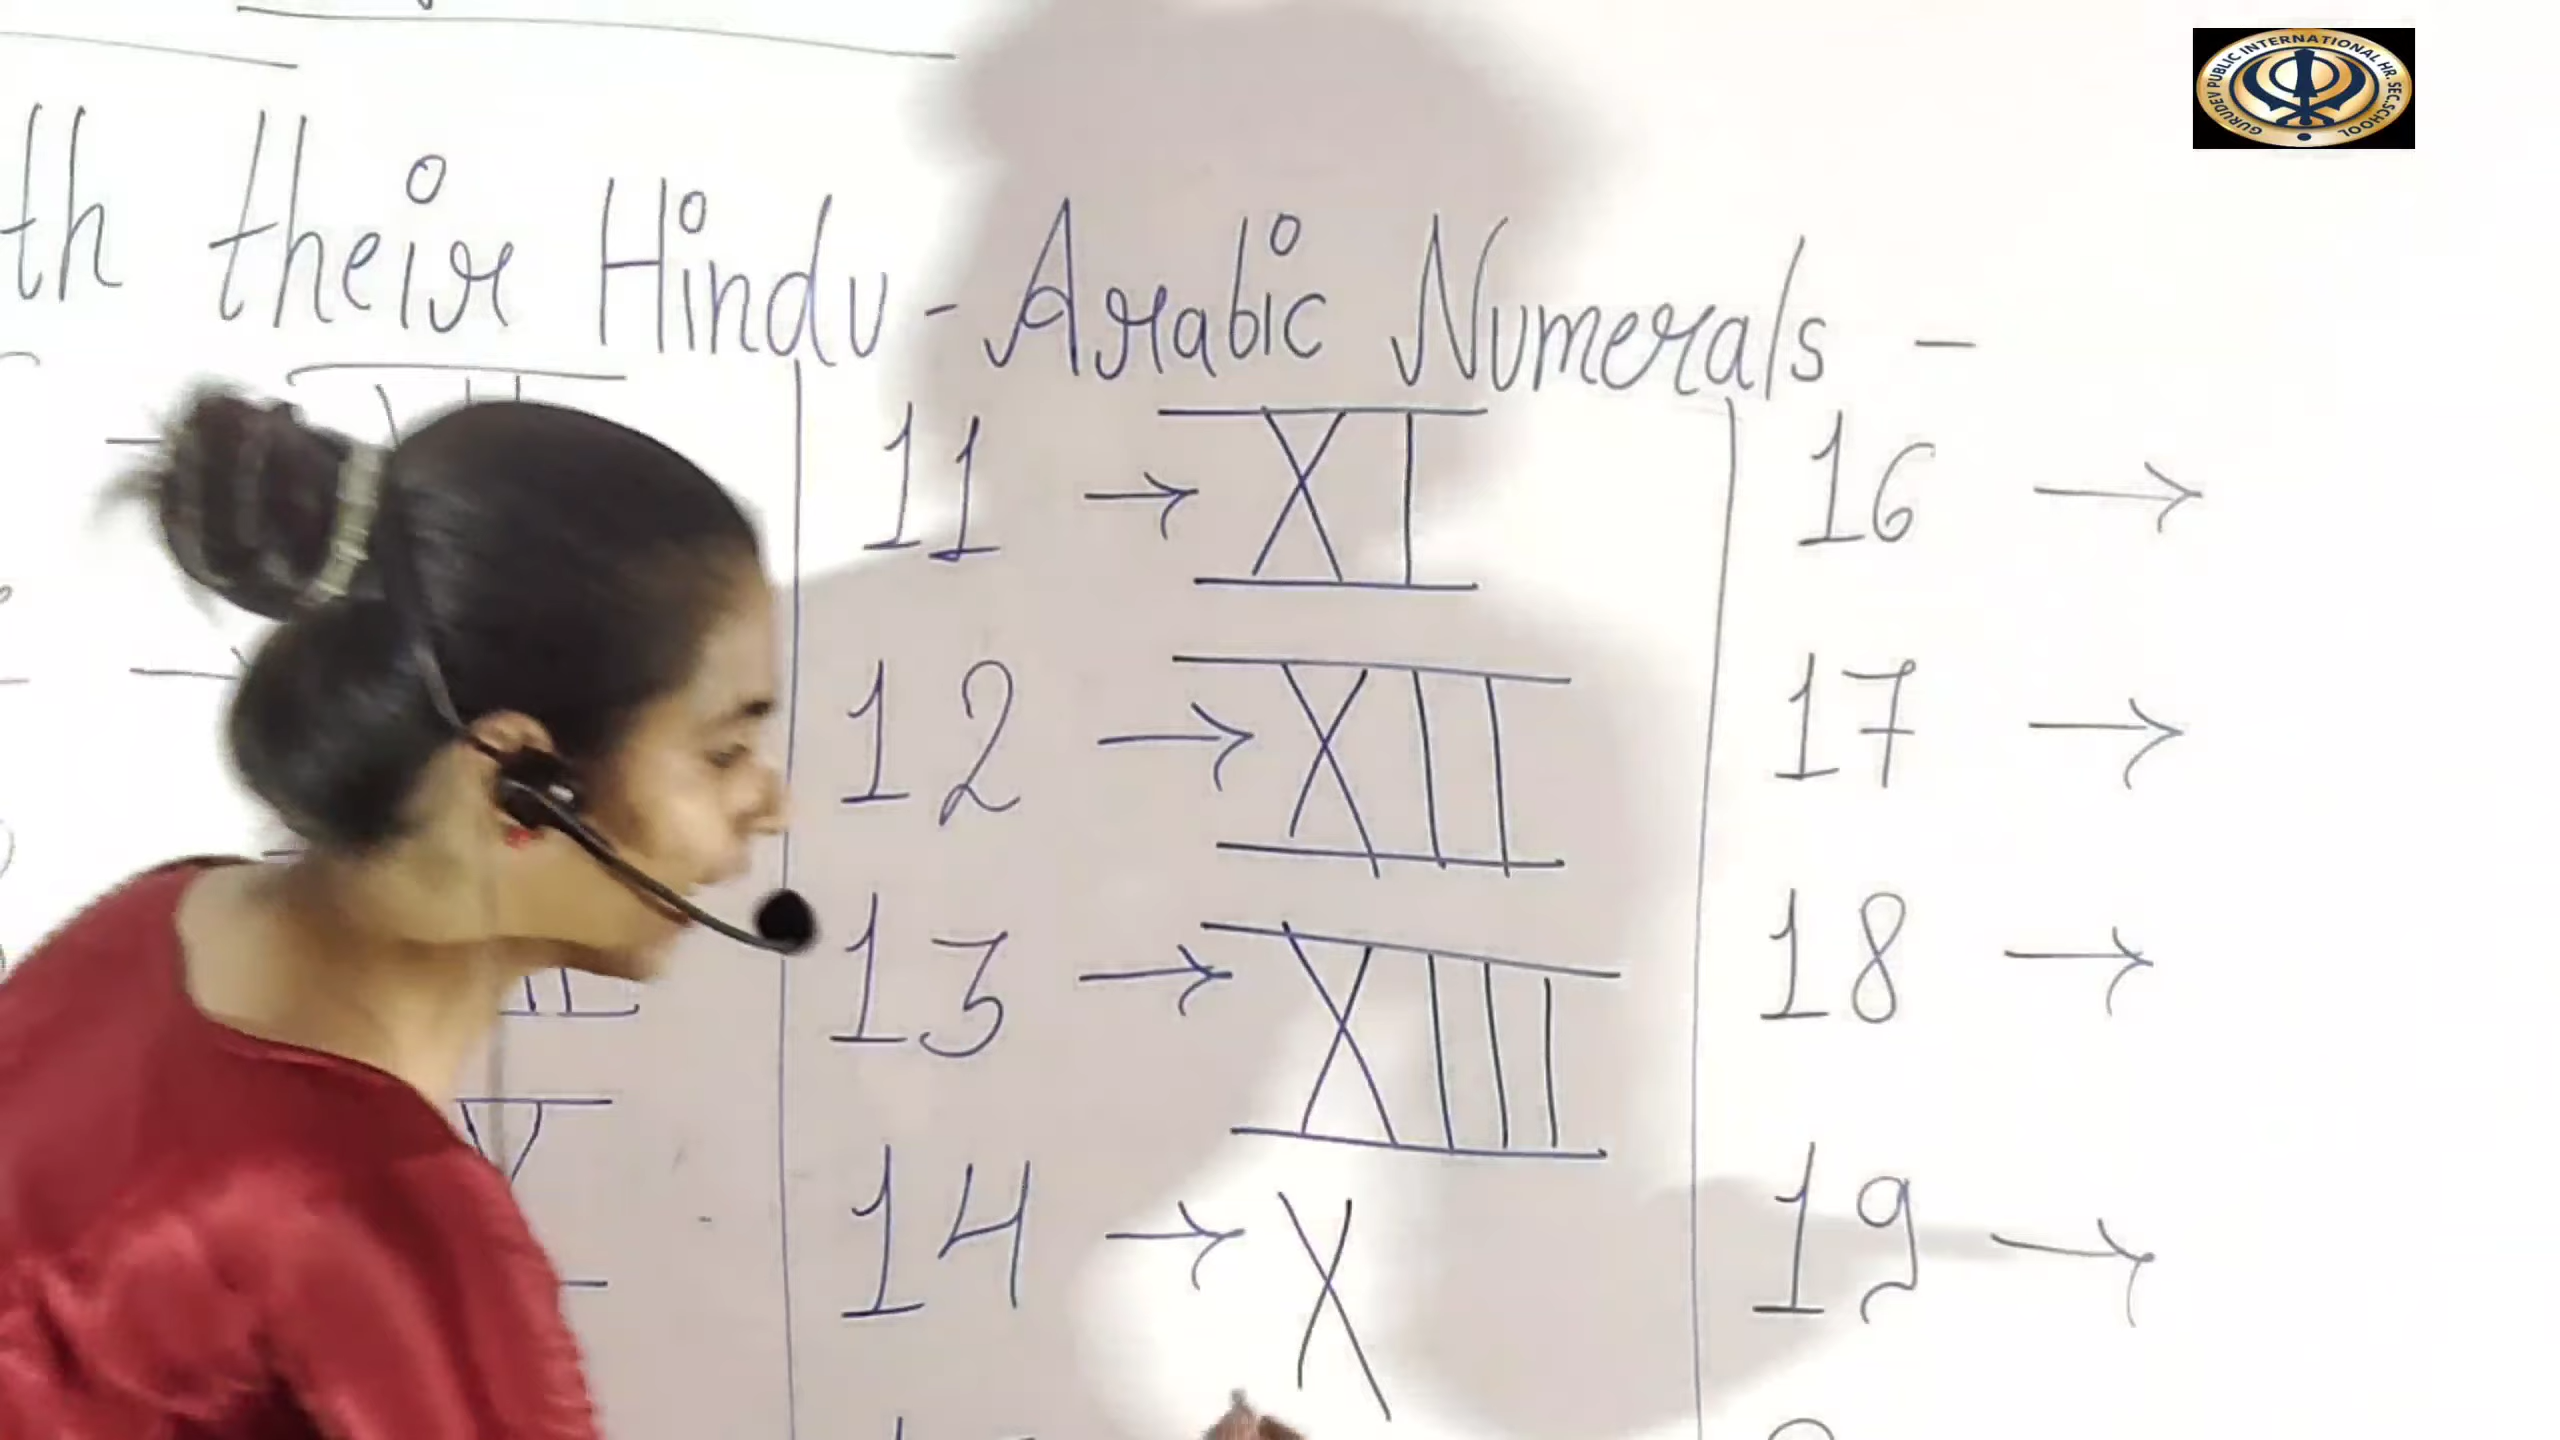 th their Hindu - Arabic Numerals -
11 → XI
12 → XII
13 → XIII
14 → X
16 →
17 →
18 →
19 →
V
GURUDEV PUBLIC INTERNATIONAL HR. SEC. SCHOOL